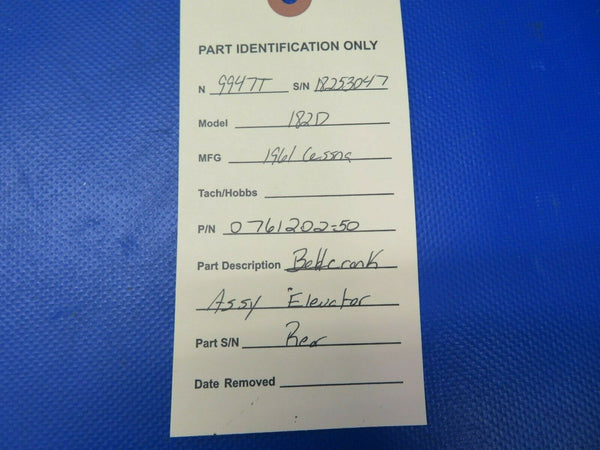 PART IDENTIFICATION ONLY
N 9947T S/N 18253047
Model 182D
MFG 1961 Cessna
Tach/Hobbs
P/N 0761202-50
Part Description Bellcrank
Assy Elevator
Part S/N Rear
Date Removed